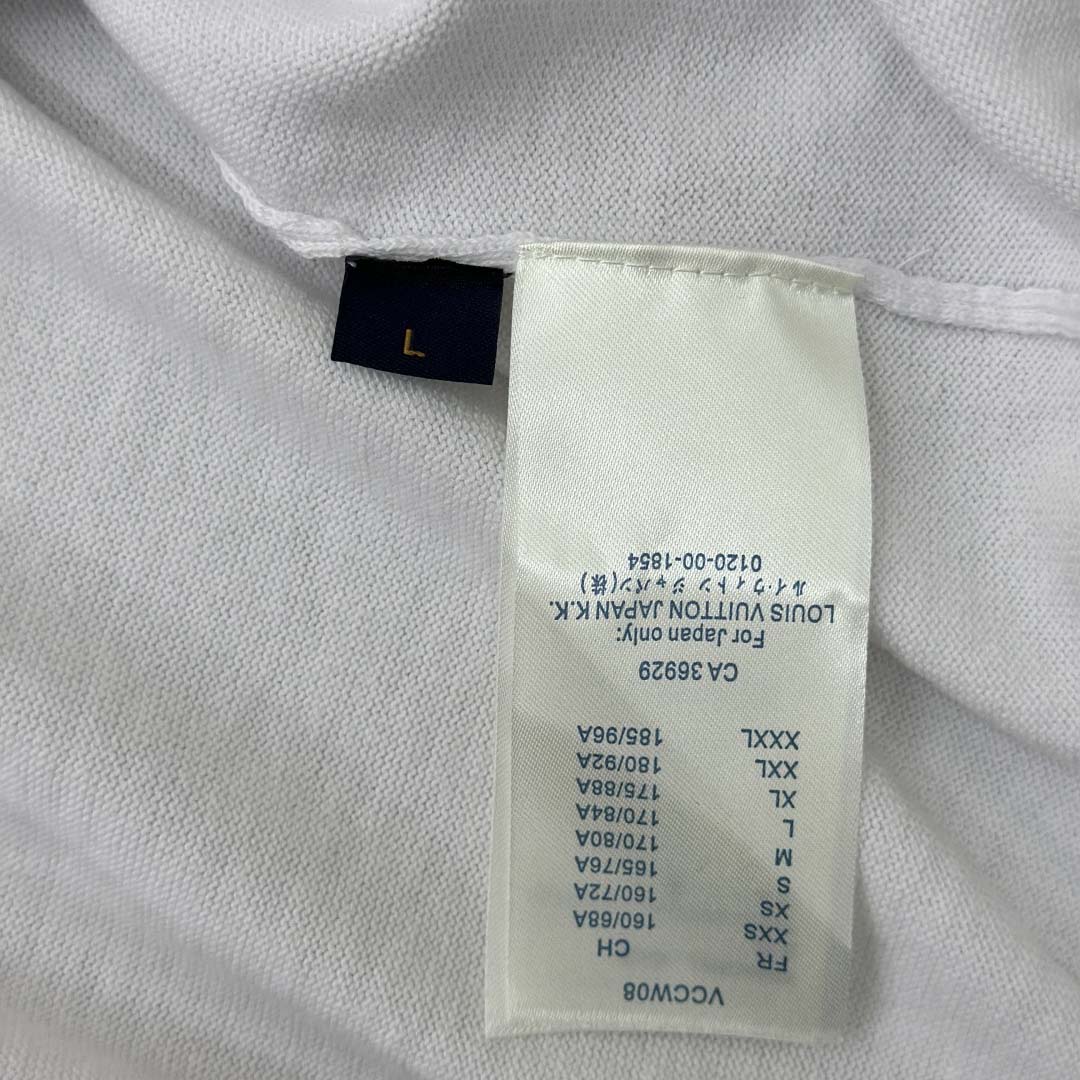 L
VCCW08
FR CH
XXS 160/68A
XS 160/72A
S 165/76A
M 170/80A
L 170/84A
XL 175/88A
XXL 180/92A
XXXL 185/96A
CA 36929
For Japan only:
LOUIS VUITTON JAPAN K.K.
ルイ・ヴィトン ジャパン(株)
0120-00-1854